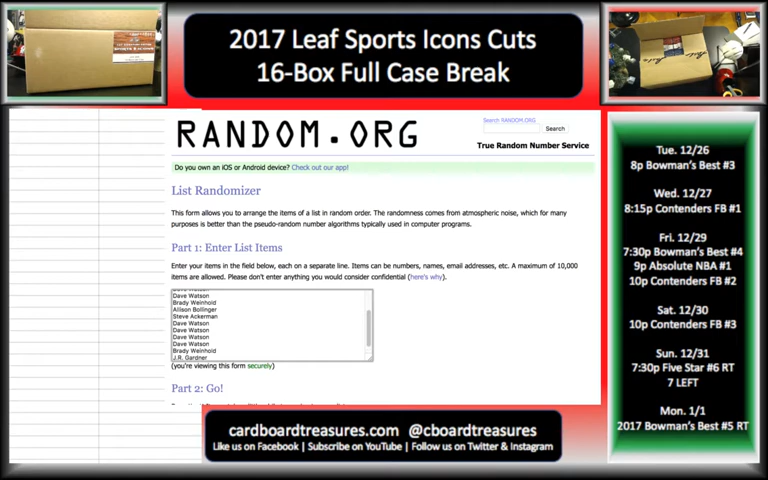 2017 Leaf Sports Icons Cuts
16-Box Full Case Break
RANDOM.ORG
Search RANDOM.ORG
Search
True Random Number Service
Do you own an iOS or Android device? Check out our app!
List Randomizer
This form allows you to arrange the items of a list in random order. The randomness comes from atmospheric noise, which for many
purposes is better than the pseudo-random number algorithms typically used in computer programs.
Part 1: Enter List Items
Enter your items in the field below, each on a separate line. Items can be numbers, names, email addresses, etc. A maximum of 10,000
items are allowed. Please don't enter anything you would consider confidential (here's why).
Dave Watson
Brady Weinhold
Allison Bollinger
Steve Ackerman
Dave Watson
Dave Watson
Dave Watson
Dave Watson
Brady Weinhold
J.R. Gardner
(you're viewing this form securely)
Part 2: Go!
Tue. 12/26
8p Bowman's Best #3
Wed. 12/27
8:15p Contenders FB #1
Fri. 12/29
7:30p Bowman's Best #4
9p Absolute NBA #1
10p Contenders FB #2
Sat. 12/30
10p Contenders FB #3
Sun. 12/31
7:30p Five Star #6 RT
7 LEFT
Mon. 1/1
2017 Bowman's Best #5 RT
cardboardtreasures.com @cboardtreasures
Like us on Facebook | Subscribe on YouTube | Follow us on Twitter & Instagram